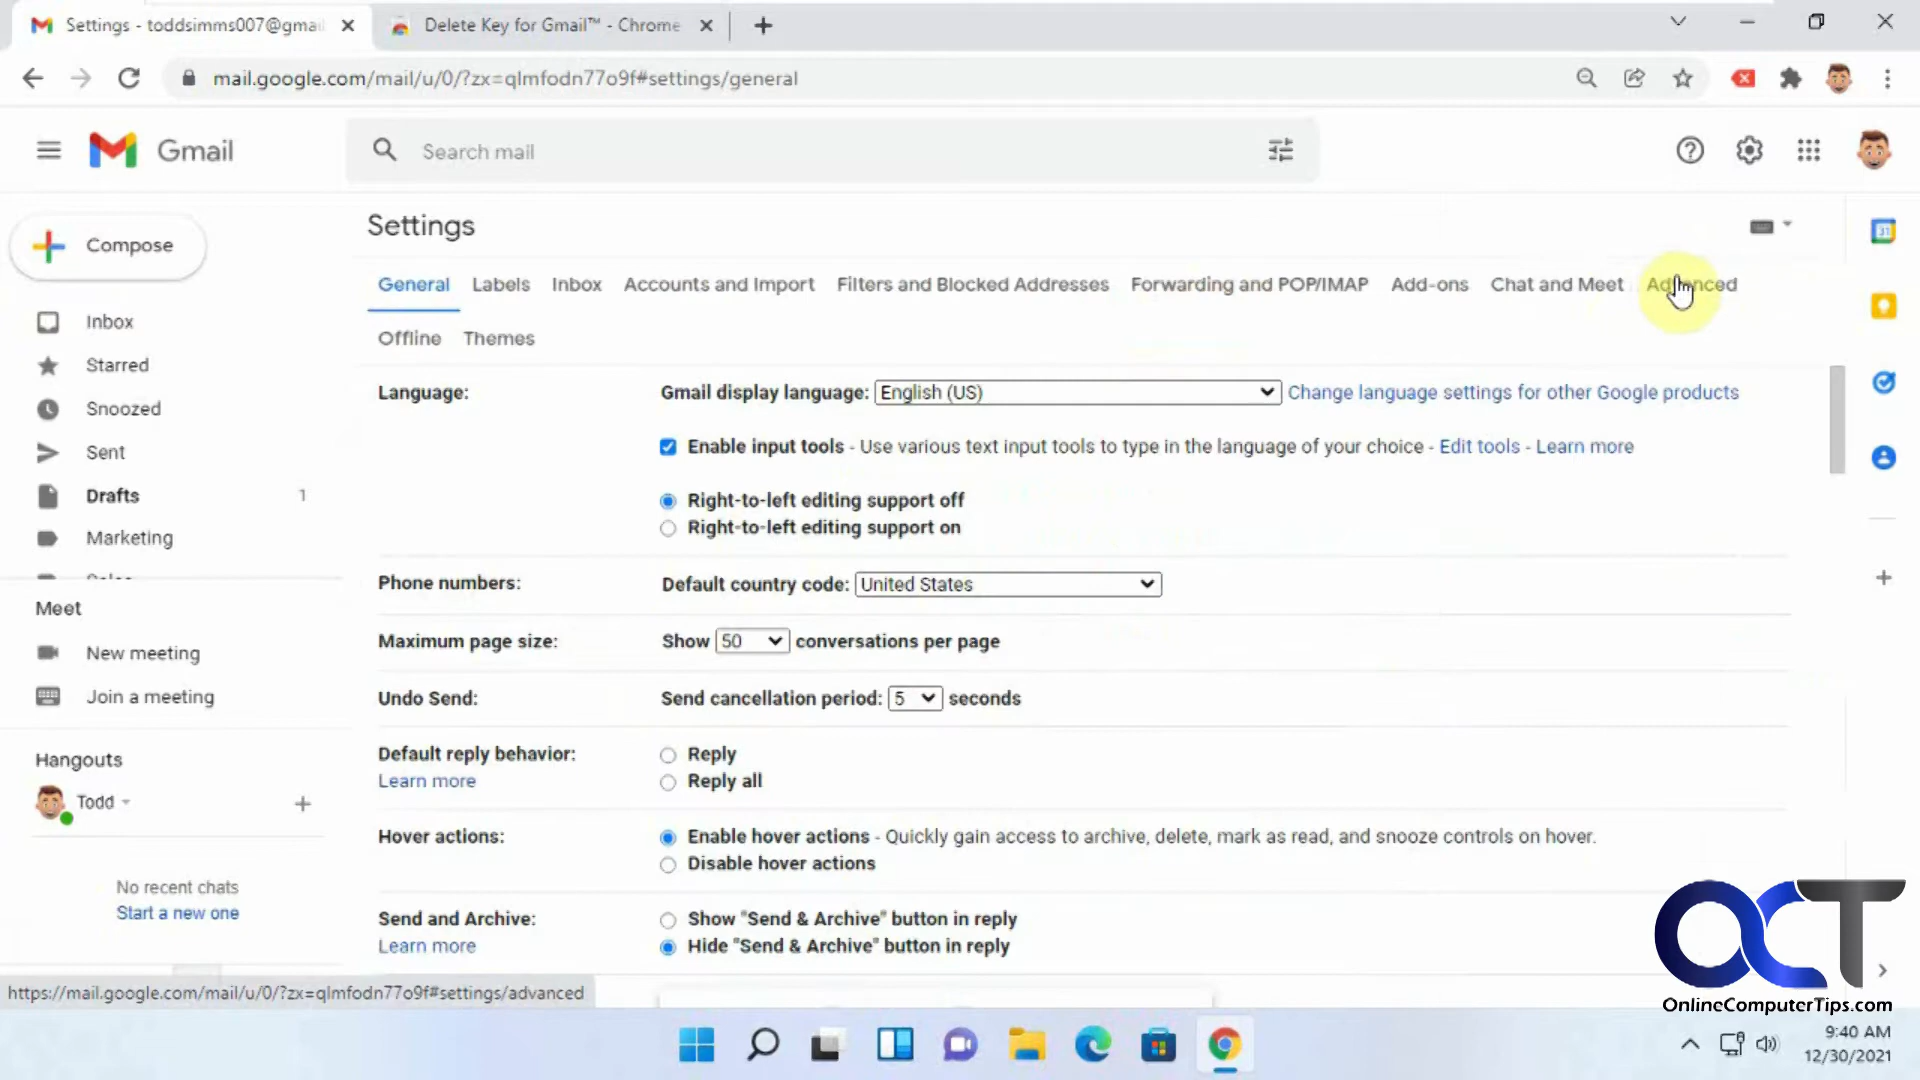 Settings - toddsimms007@gmai
Delete Key for Gmail™ - Chrome
mail.google.com/mail/u/0/?zx=qlmfodn77o9f#settings/general
Gmail
Search mail
Settings
Compose
General Labels Inbox Accounts and Import Filters and Blocked Addresses Forwarding and POP/IMAP Add-ons Chat and Meet Advanced
Offline Themes
Inbox
Starred
Snoozed
Sent
Drafts 1
Marketing
Meet
New meeting
Join a meeting
Hangouts
Todd
No recent chats
Start a new one
Language: Gmail display language: English (US) Change language settings for other Google products
Enable input tools - Use various text input tools to type in the language of your choice - Edit tools - Learn more
Right-to-left editing support off
Right-to-left editing support on
Phone numbers: Default country code: United States
Maximum page size: Show 50 conversations per page
Undo Send: Send cancellation period: 5 seconds
Default reply behavior: Reply
Learn more Reply all
Hover actions: Enable hover actions - Quickly gain access to archive, delete, mark as read, and snooze controls on hover.
Disable hover actions
Send and Archive: Show "Send & Archive" button in reply
Learn more Hide "Send & Archive" button in reply
https://mail.google.com/mail/u/0/?zx=qlmfodn77o9f#settings/advanced
OCT
OnlineComputerTips.com
9:40 AM
12/30/2021